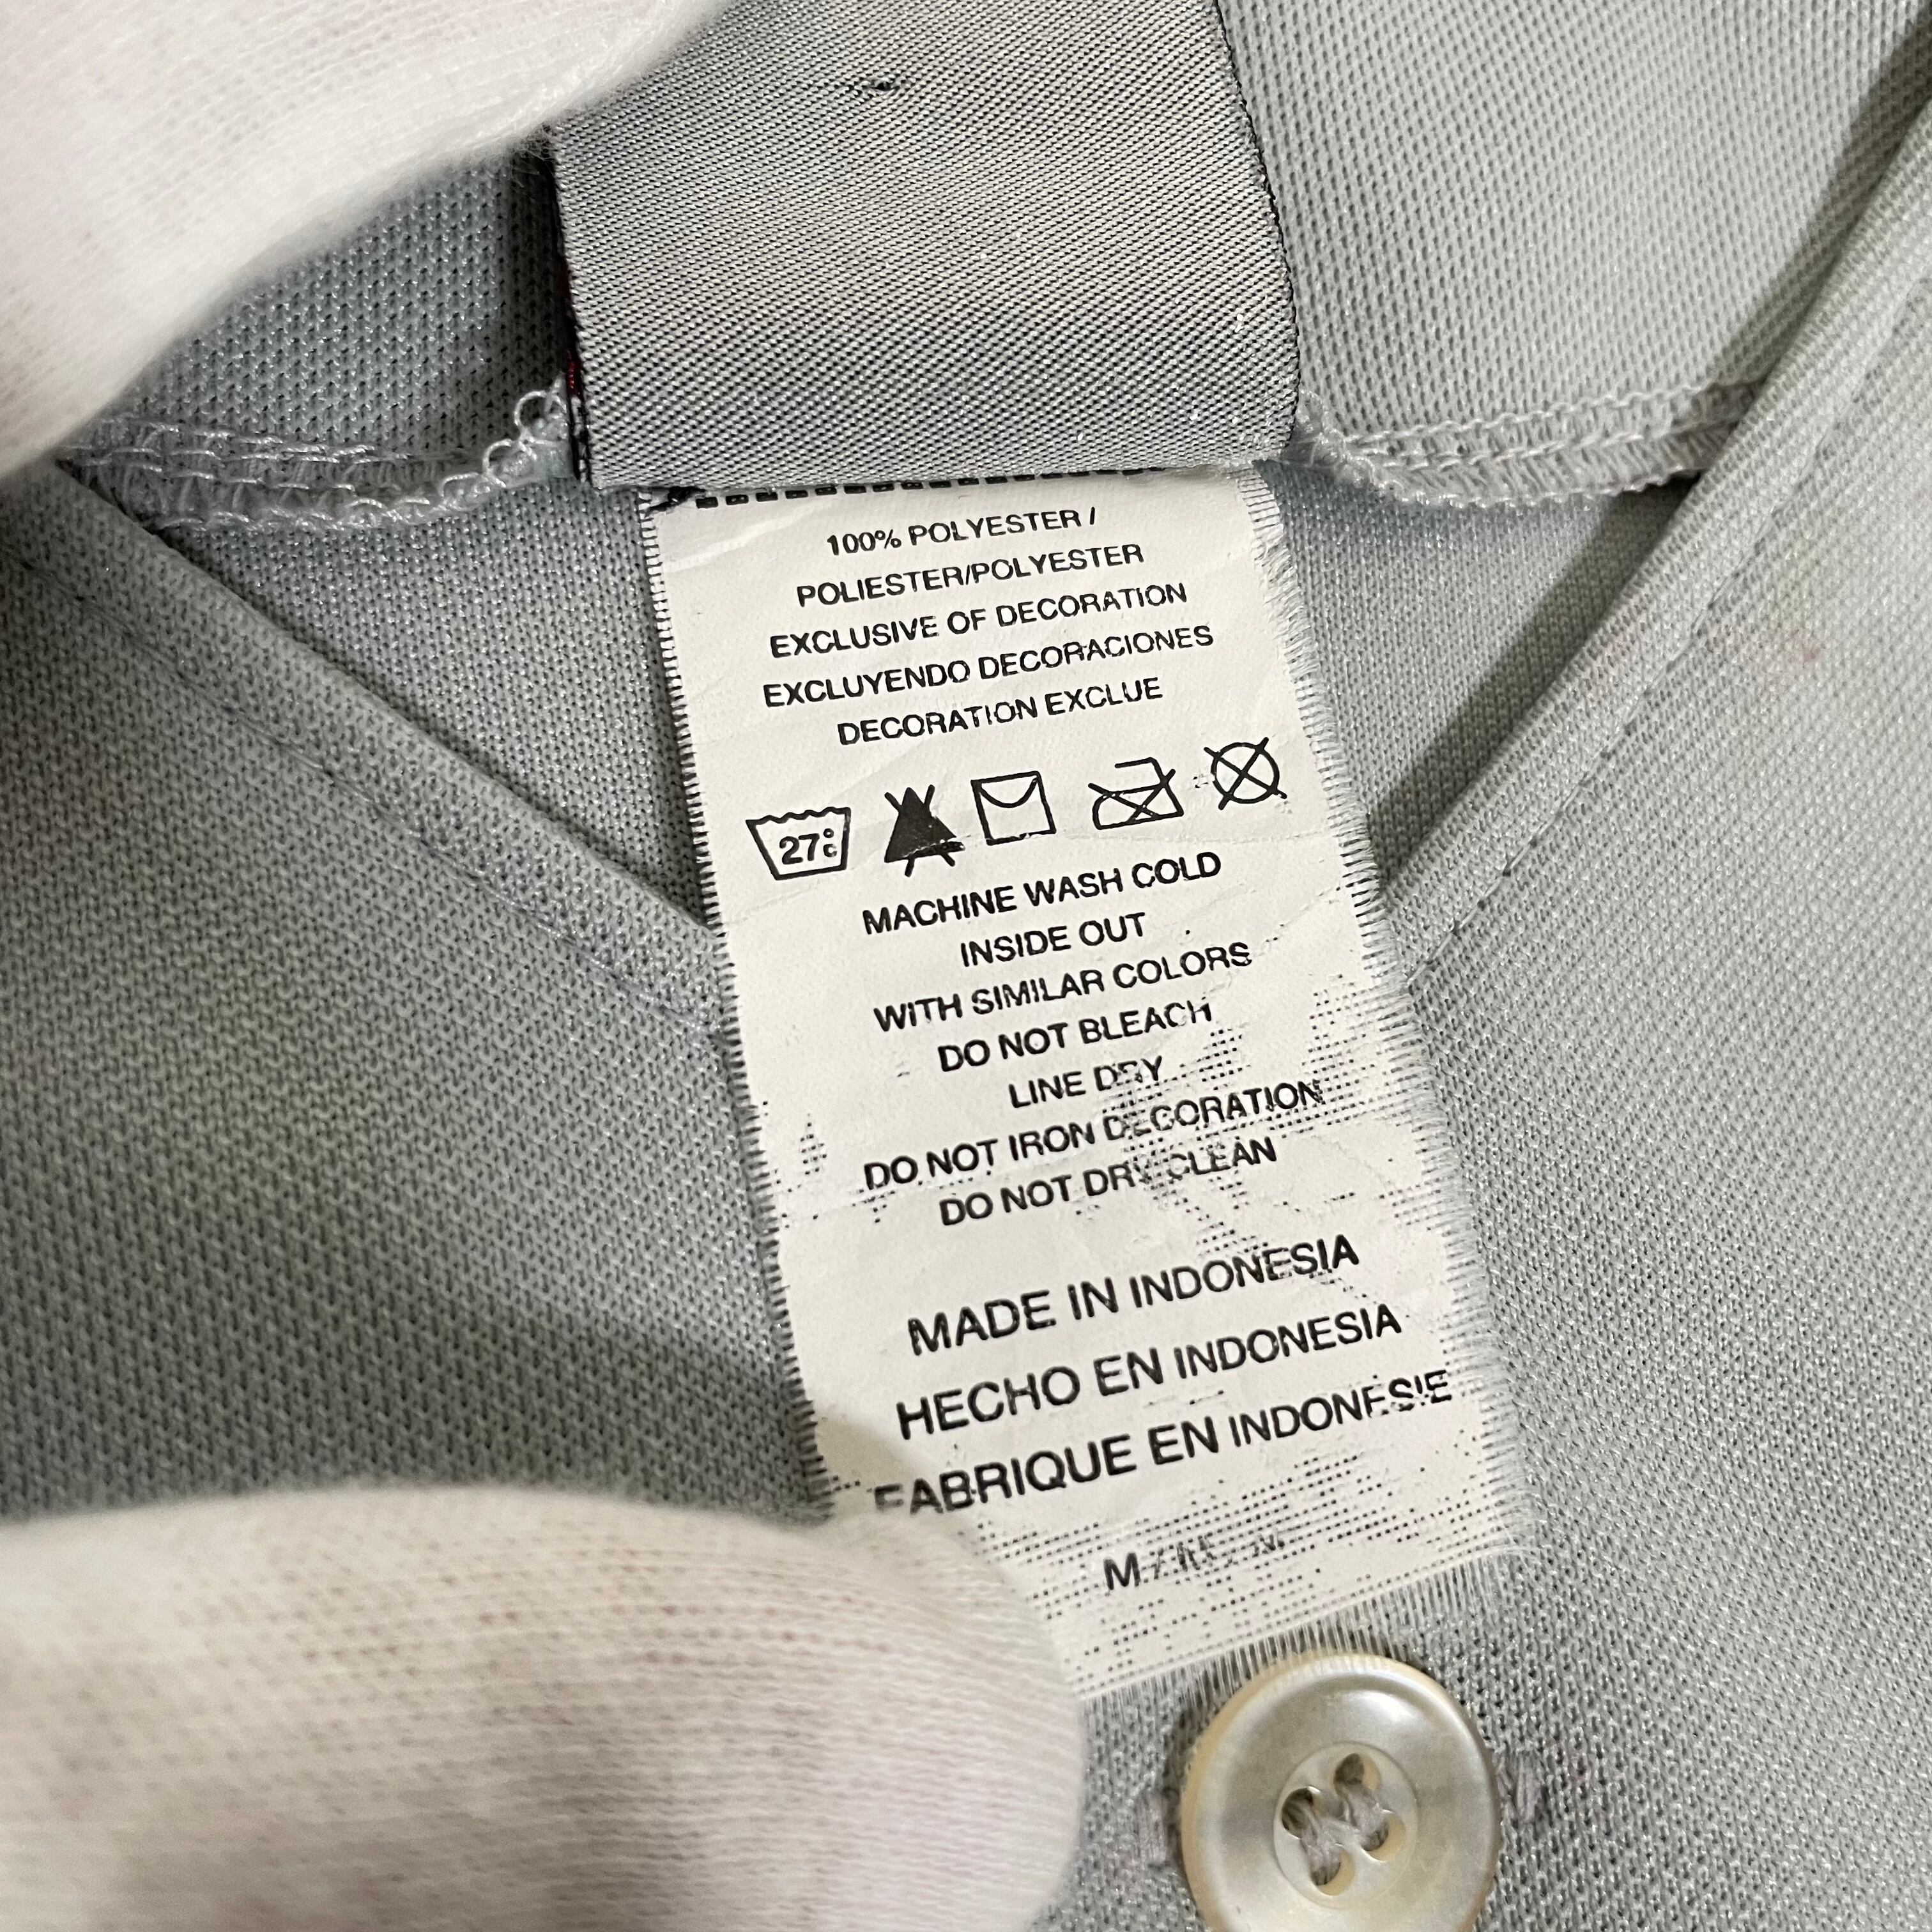 100% POLYESTER /
POLIESTER/POLYESTER
EXCLUSIVE OF DECORATION
EXCLUYENDO DECORACIONES
DECORATION EXCLUE
27°C
MACHINE WASH COLD
INSIDE OUT
WITH SIMILAR COLORS
DO NOT BLEACH
LINE DRY
DO NOT IRON DECORATION
DO NOT DRY CLEAN
MADE IN INDONESIA
HECHO EN INDONESIA
FABRIQUE EN INDONESIE